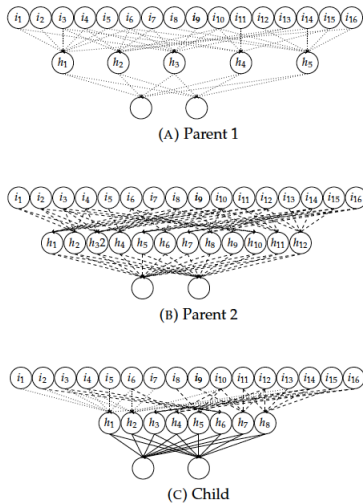 i1 i2 i3 i4 i5 i6 i7 i8 i9 i10 i11 i12 i13 i14 i15 i16
h1 h2 h3 h4 h5
(A) Parent 1
i1 i2 i3 i4 i5 i6 i7 i8 i9 i10 i11 i12 i13 i14 i15 i16
h1 h2 h32 h4 h5 h6 h7 h8 h9 h10 h11 h12
(B) Parent 2
i1 i2 i3 i4 i5 i6 i7 i8 i9 i10 i11 i12 i13 i14 i15 i16
h1 h2 h3 h4 h5 h6 h7 h8
(C) Child